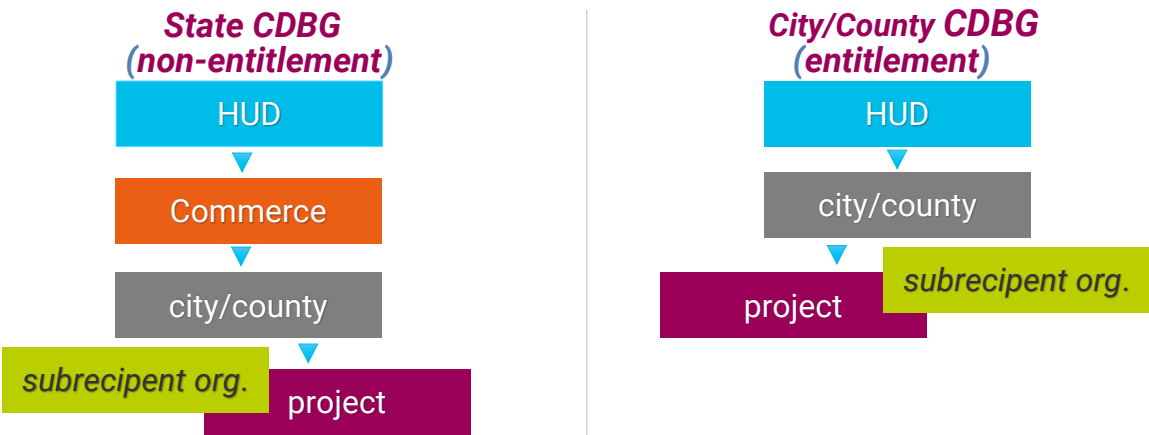 State CDBG
(non-entitlement)
HUD
Commerce
city/county
subrecipent org.
project
City/County CDBG
(entitlement)
HUD
city/county
subrecipent org.
project